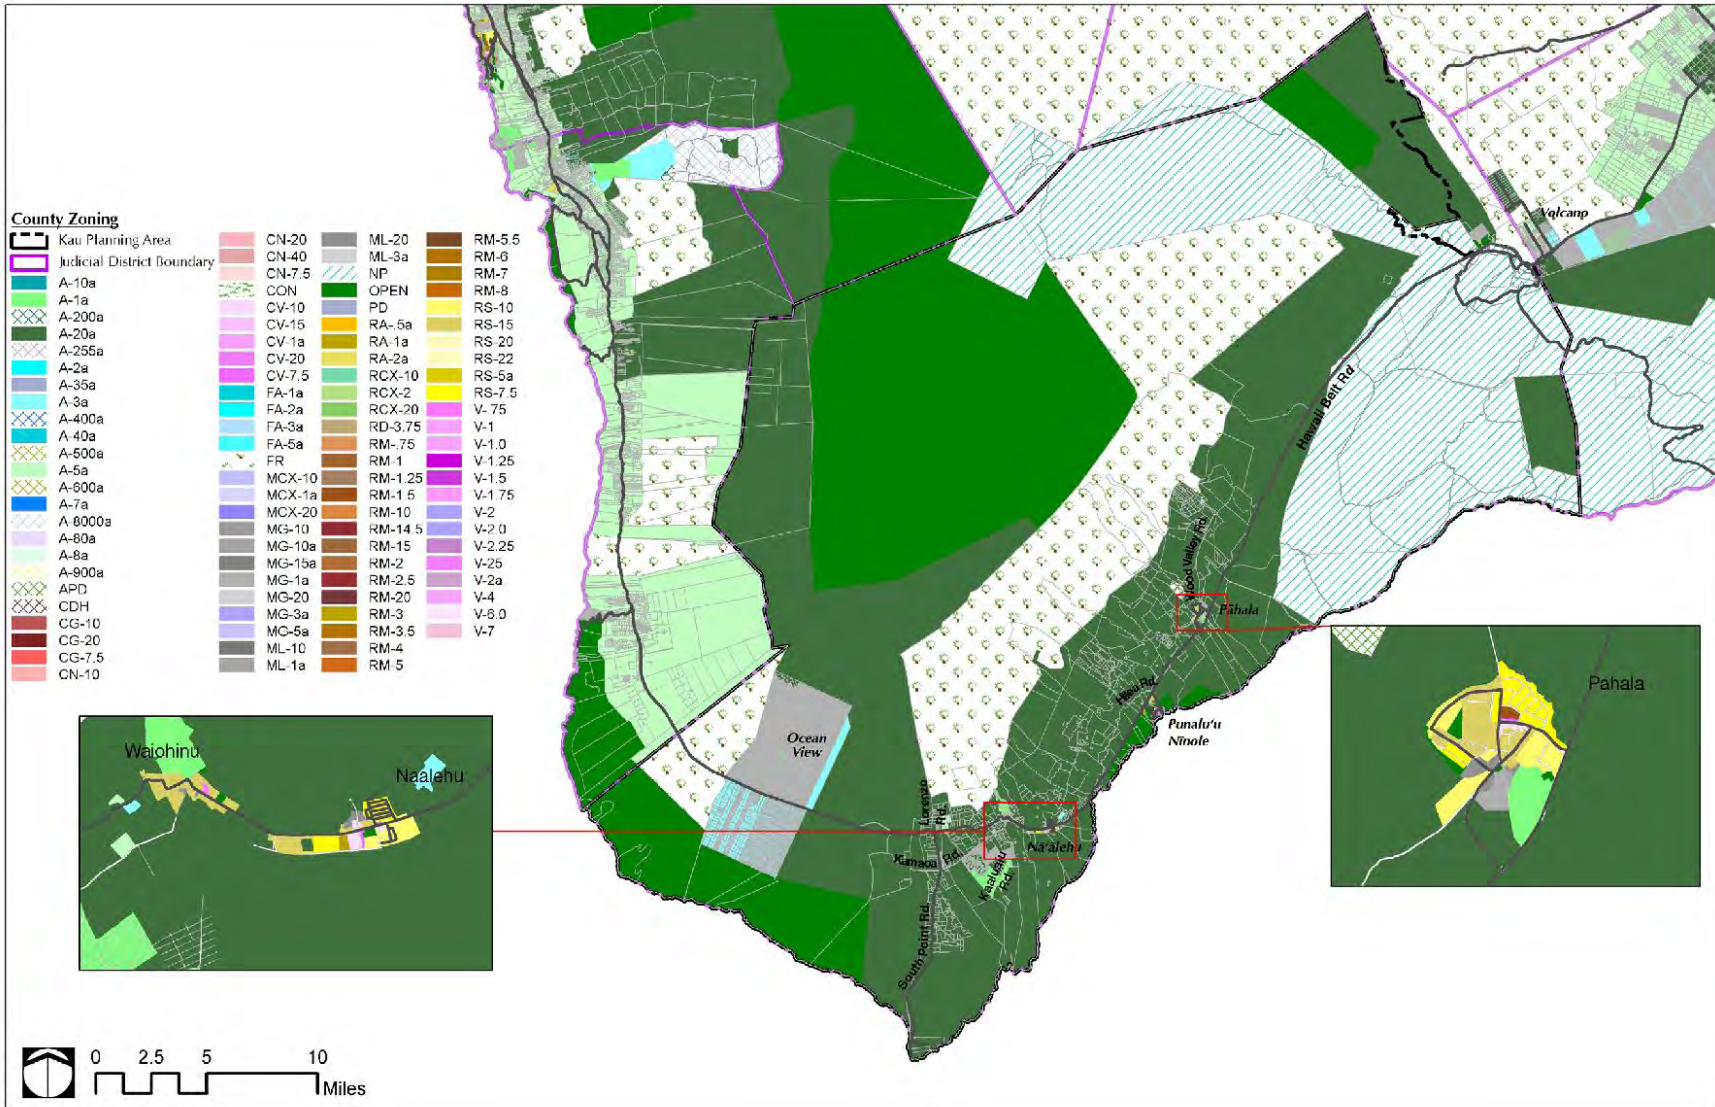 County Zoning
Kau Planning Area
Judicial District Boundary
A-10a
A-1a
A-200a
A-20a
A-255a
A-2a
A-35a
A-3a
A-400a
A-40a
A-500a
A-5a
A-600a
A-7a
A-8000a
A-80a
A-8a
A-900a
APD
CDH
CG-10
CG-20
CG-7.5
CN-10
CN-20
CN-40
CN-7.5
CON
CV-10
CV-15
CV-1a
CV-20
CV-7.5
FA-1a
FA-2a
FA-3a
FA-5a
FR
MCX-10
MCX-1a
MCX-20
MG-10
MG-10a
MG-15a
MG-1a
MG-20
MG-3a
MG-5a
ML-10
ML-1a
ML-20
ML-3a
NP
OPEN
PD
RA-.5a
RA-1a
RA-2a
RCX-10
RCX-2
RCX-20
RD-3.75
RM-.75
RM-1
RM-1.25
RM-1.5
RM-10
RM-14.5
RM-15
RM-2
RM-2.5
RM-20
RM-3
RM-3.5
RM-4
RM-5
RM-5.5
RM-6
RM-7
RM-8
RS-10
RS-15
RS-20
RS-22
RS-5a
RS-7.5
V-.75
V-1
V-1.0
V-1.25
V-1.5
V-1.75
V-2
V-2.0
V-2.25
V-25
V-2a
V-4
V-6.0
V-7
Volcano
Hawaii Belt Rd
Wood Valley Rd
Pāhala
Hilea Rd.
Punalu'u
Nīnole
Ocean
View
Lorenzo
Rd.
Kamaoa Rd.
Kaalualu
Rd.
Nā'ālehu
South Point Rd.
Waiohinu
Naalehu
Pahala
0 2.5 5 10
Miles